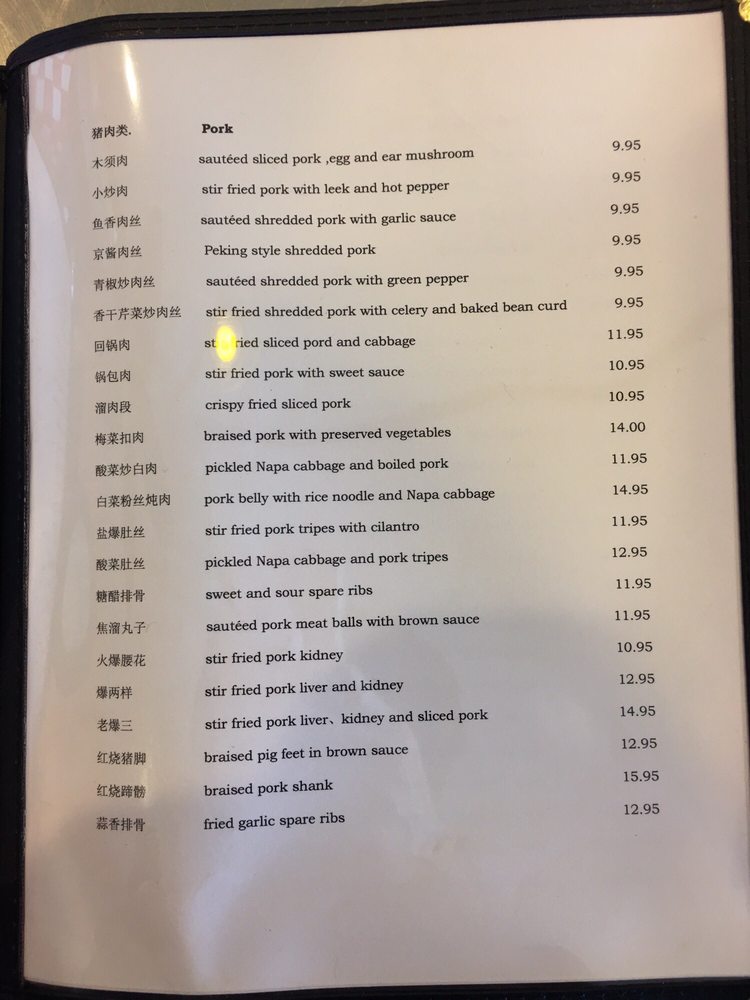 猪肉类. Pork
木须肉 sautéed sliced pork ,egg and ear mushroom 9.95
小炒肉 stir fried pork with leek and hot pepper 9.95
鱼香肉丝 sautéed shredded pork with garlic sauce 9.95
京酱肉丝 Peking style shredded pork 9.95
青椒炒肉丝 sautéed shredded pork with green pepper 9.95
香干芹菜炒肉丝 stir fried shredded pork with celery and baked bean curd 9.95
回锅肉 sliced pord and cabbage 11.95
锅包肉 stir fried pork with sweet sauce 10.95
溜肉段 crispy fried sliced pork 10.95
梅菜扣肉 braised pork with preserved vegetables 14.00
酸菜炒白肉 pickled Napa cabbage and boiled pork 11.95
白菜粉丝炖肉 pork belly with rice noodle and Napa cabbage 14.95
盐爆肚丝 stir fried pork tripes with cilantro 11.95
酸菜肚丝 pickled Napa cabbage and pork tripes 12.95
糖醋排骨 sweet and sour spare ribs 11.95
焦溜丸子 sautéed pork meat balls with brown sauce 11.95
火爆腰花 stir fried pork kidney 10.95
爆两样 stir fried pork liver and kidney 12.95
老爆三 stir fried pork liver、kidney and sliced pork 14.95
红烧猪脚 braised pig feet in brown sauce 12.95
红烧蹄髈 braised pork shank 15.95
蒜香排骨 fried garlic spare ribs 12.95